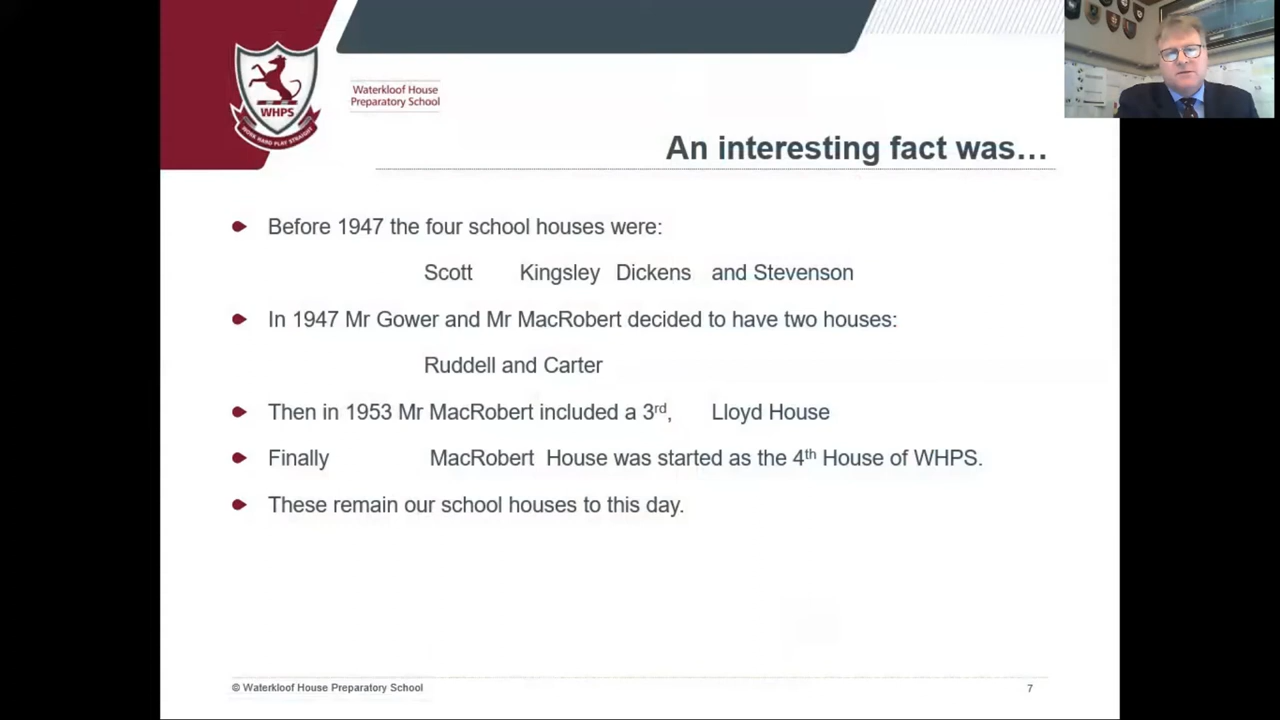 WHPS
WORK HARD PLAY STRAIGHT
Waterkloof House
Preparatory School
An interesting fact was…
Before 1947 the four school houses were:
Scott Kingsley Dickens and Stevenson
In 1947 Mr Gower and Mr MacRobert decided to have two houses:
Ruddell and Carter
Then in 1953 Mr MacRobert included a 3rd, Lloyd House
Finally MacRobert House was started as the 4th House of WHPS.
These remain our school houses to this day.
© Waterkloof House Preparatory School
7